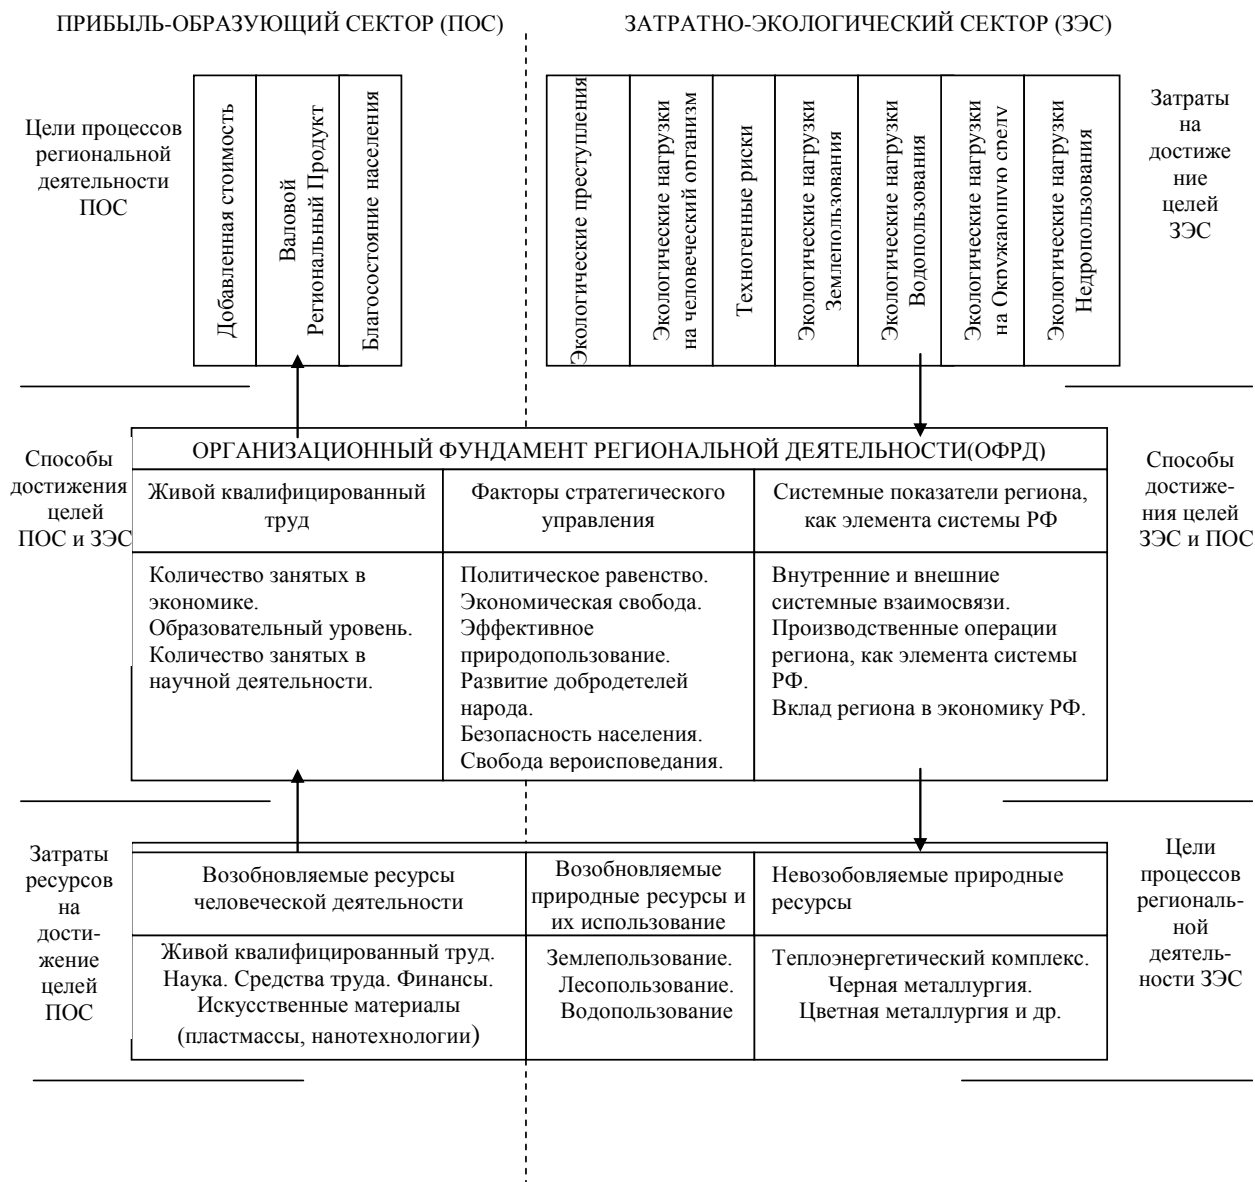 ПРИБЫЛЬ-ОБРАЗУЮЩИЙ СЕКТОР (ПОС)
ЗАТРАТНО-ЭКОЛОГИЧЕСКИЙ СЕКТОР (ЗЭС)
Цели процессов
региональной
деятельности
ПОС
Добавленная стоимость
Валовой
Региональный Продукт
Благосостояние населения
Экологические преступления
Экологические нагрузки
на человеческий организм
Техногенные риски
Экологические нагрузки
Землепользования
Экологические нагрузки
Водопользования
Экологические нагрузки
на Окружающую среду
Экологические нагрузки
Недропользования
Затраты
на
достиже
ние
целей
ЗЭС
Способы
достижения
целей
ПОС и ЗЭС
ОРГАНИЗАЦИОННЫЙ ФУНДАМЕНТ РЕГИОНАЛЬНОЙ ДЕЯТЕЛЬНОСТИ(ОФРД)
Живой квалифицированный
труд
Факторы стратегического
управления
Системные показатели региона,
как элемента системы РФ
Количество занятых в
экономике.
Образовательный уровень.
Количество занятых в
научной деятельности.
Политическое равенство.
Экономическая свобода.
Эффективное
природопользование.
Развитие добродетелей
народа.
Безопасность населения.
Свобода вероисповедания.
Внутренние и внешние
системные взаимосвязи.
Производственные операции
региона, как элемента системы
РФ.
Вклад региона в экономику РФ.
Способы
достиже-
ния целей
ЗЭС и ПОС
Затраты
ресурсов
на
дости-
жение
целей
ПОС
Возобновляемые ресурсы
человеческой деятельности
Возобновляемые
природные ресурсы и
их использование
Невозобовляемые природные
ресурсы
Живой квалифицированный труд.
Наука. Средства труда. Финансы.
Искусственные материалы
(пластмассы, нанотехнологии)
Землепользование.
Лесопользование.
Водопользование
Теплоэнергетический комплекс.
Черная металлургия.
Цветная металлургия и др.
Цели
процессов
региональ-
ной
деятель-
ности ЗЭС